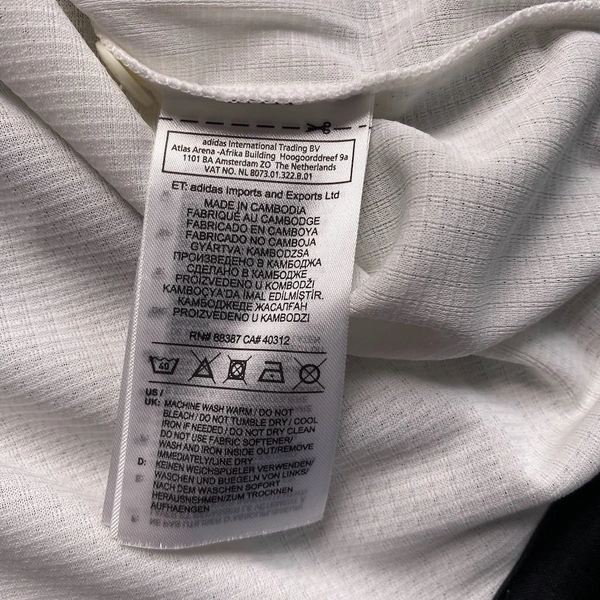 adidas International Trading BV
Atlas Arena -Afrika Building Hoogoorddreef 9a
1101 BA Amsterdam ZO The Netherlands
VAT NO. NL 8073.01.322.B.01
ET: adidas Imports and Exports Ltd
MADE IN CAMBODIA
FABRIQUÉ AU CAMBODGE
FABRICADO EN CAMBOYA
FABRICADO NO CAMBOJA
GYÁRTVA KAMBODZSA
ПРОИЗВЕДЕНО В КАМБОДЖА
СДЕЛАНО В КАМБОДЖЕ
PROIZVEDENO U KOMBODŽI
KAMBOÇYA DA İMAL EDİLMİŞTİR.
КАМБОДЖЕДЕ ЖАСАЛҒАН
PROIZVEDENO U KAMBODZI
RN# 88387 CA# 40312
40
US /
UK: MACHINE WASH WARM / DO NOT
BLEACH / DO NOT TUMBLE DRY / COOL
IRON IF NEEDED / DO NOT DRY CLEAN
DO NOT USE FABRIC SOFTENER/
WASH AND IRON INSIDE OUT/REMOVE
IMMEDIATELY/LINE DRY
D: KEINEN WEICHSPUELER VERWENDEN/
WASCHEN UND BUEGELN VON LINKS/
NACH DEM WASCHEN SOFORT
HERAUSNEHMEN/ZUM TROCKNEN
AUFHAENGEN